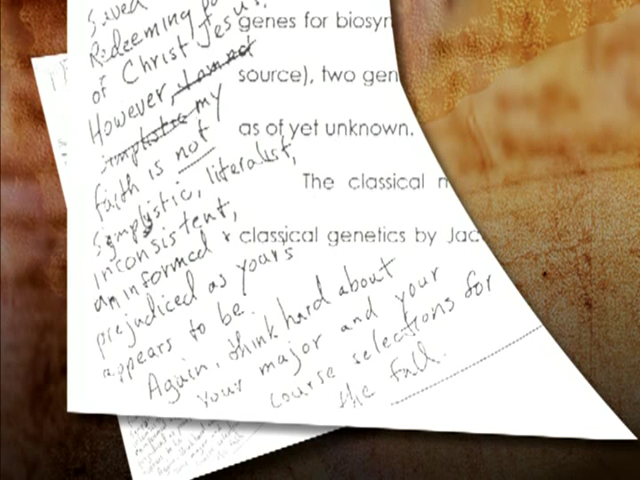 Saved
Redeeming
of Christ Jesus.
However,
my
faith is not
simplistic, literalist,
inconsistent,
uninformed &
prejudiced as yours
appears to be.
Again, think hard about
your major and your
course selections for
the fall.
genes for biosyn
source), two gen
as of yet unknown.
The classical
classical genetics by Jac